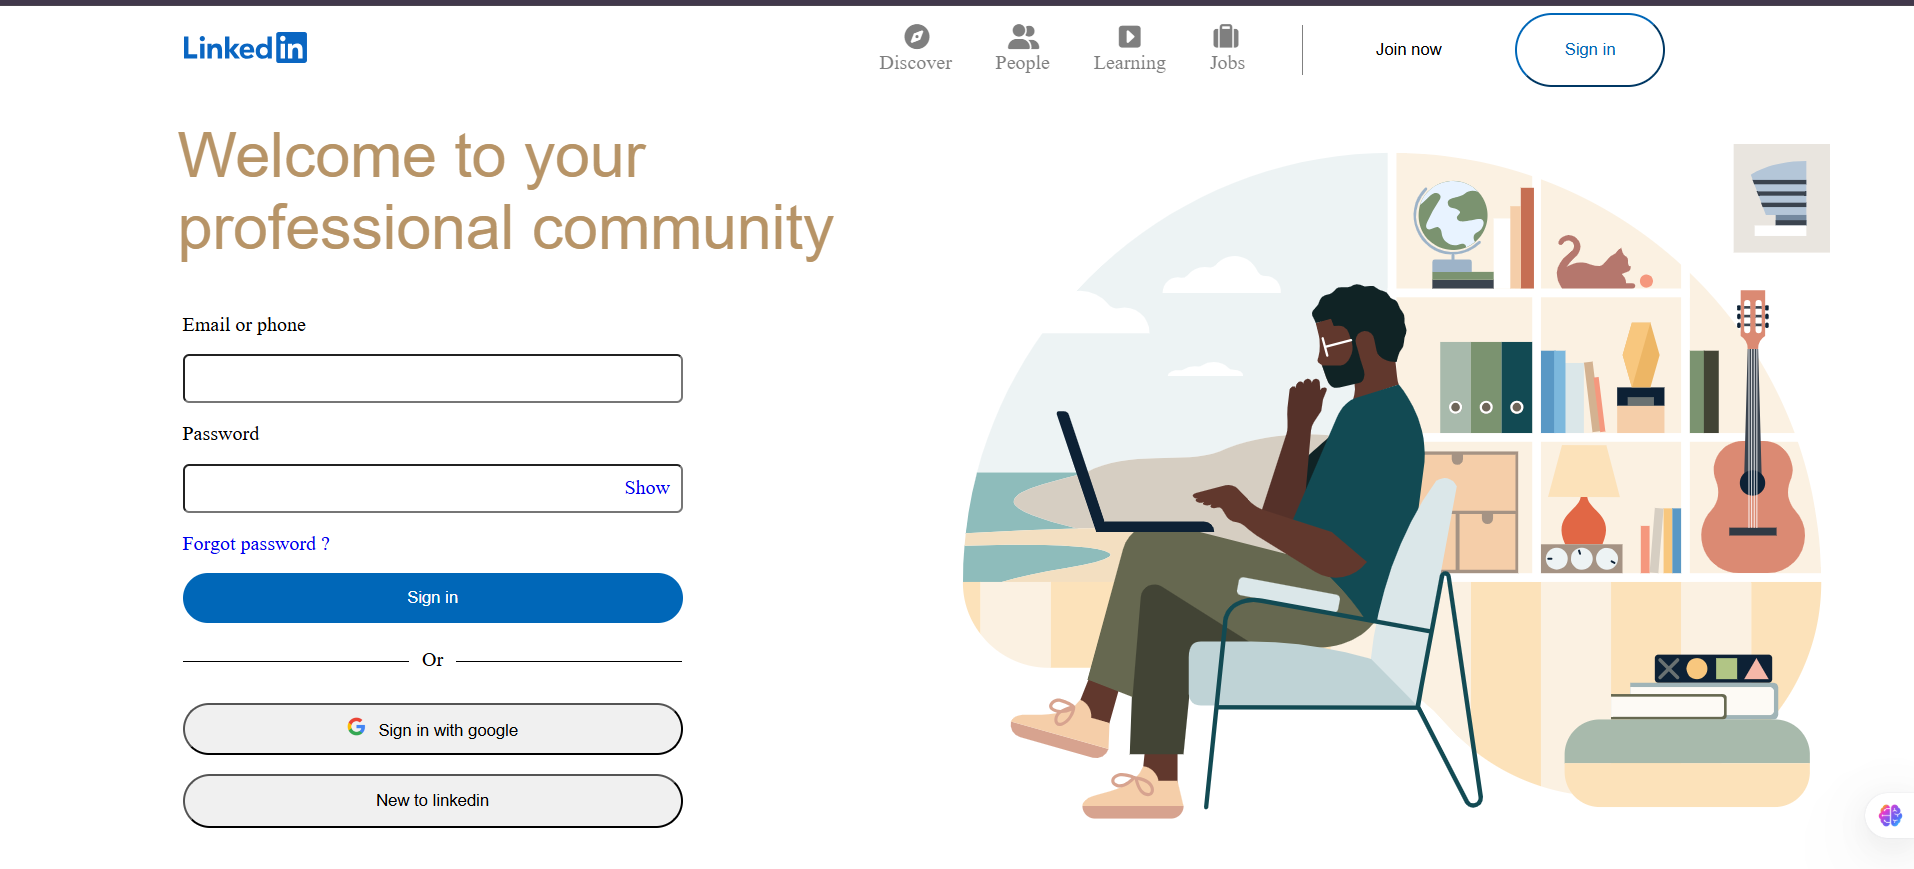 Linkedin
Discover
People
Learning
Jobs
Join now
Sign in
Welcome to your
professional community
Email or phone
Password
Show
Forgot password ?
Sign in
Or
Sign in with google
New to linkedin